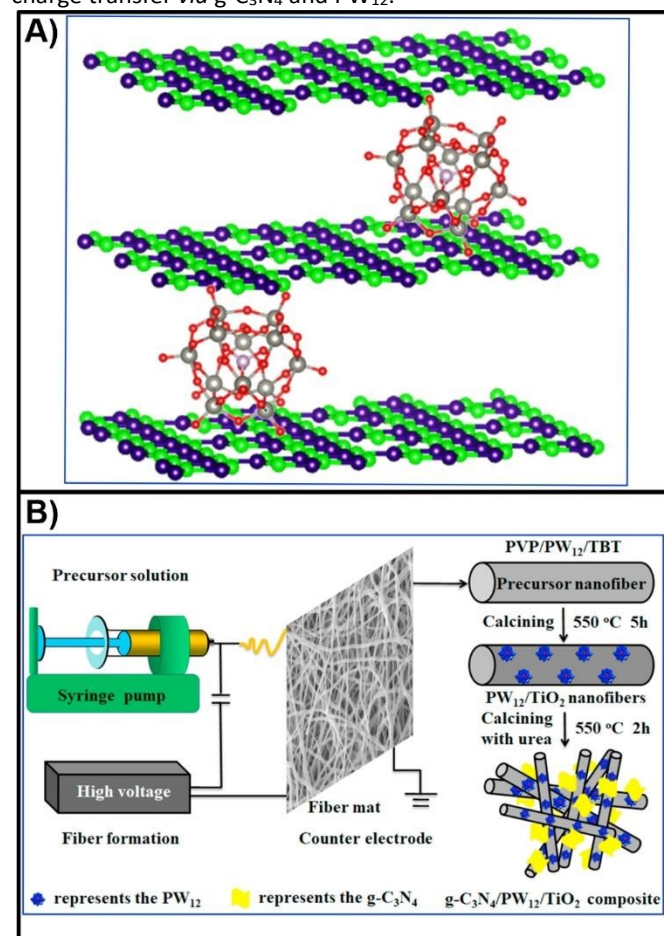 charge transfer via g-C₃N₄ and PW₁₂.
A)
B)
Precursor solution
Syringe pump
High voltage
Fiber formation
Fiber mat
Counter electrode
PVP/PW₁₂/TBT
Precursor nanofiber
Calcining 550 °C 5h
PW₁₂/TiO₂ nanofibers
Calcining
with urea 550 °C 2h
represents the PW₁₂ represents the g-C₃N₄ g-C₃N₄/PW₁₂/TiO₂ composite